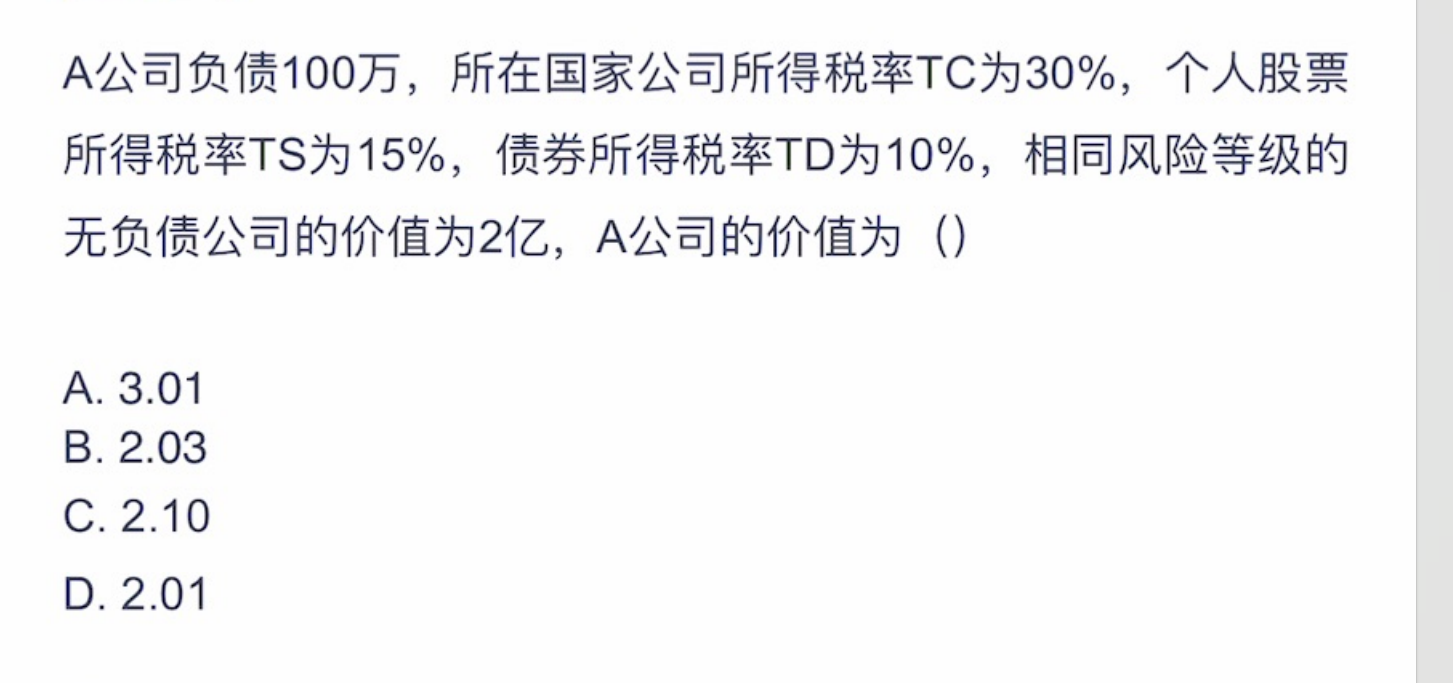 A公司负债100万，所在国家公司所得税率TC为30%，个人股票
所得税率TS为15%，债券所得税率TD为10%，相同风险等级的
无负债公司的价值为2亿，A公司的价值为（）
A. 3.01
B. 2.03
C. 2.10
D. 2.01